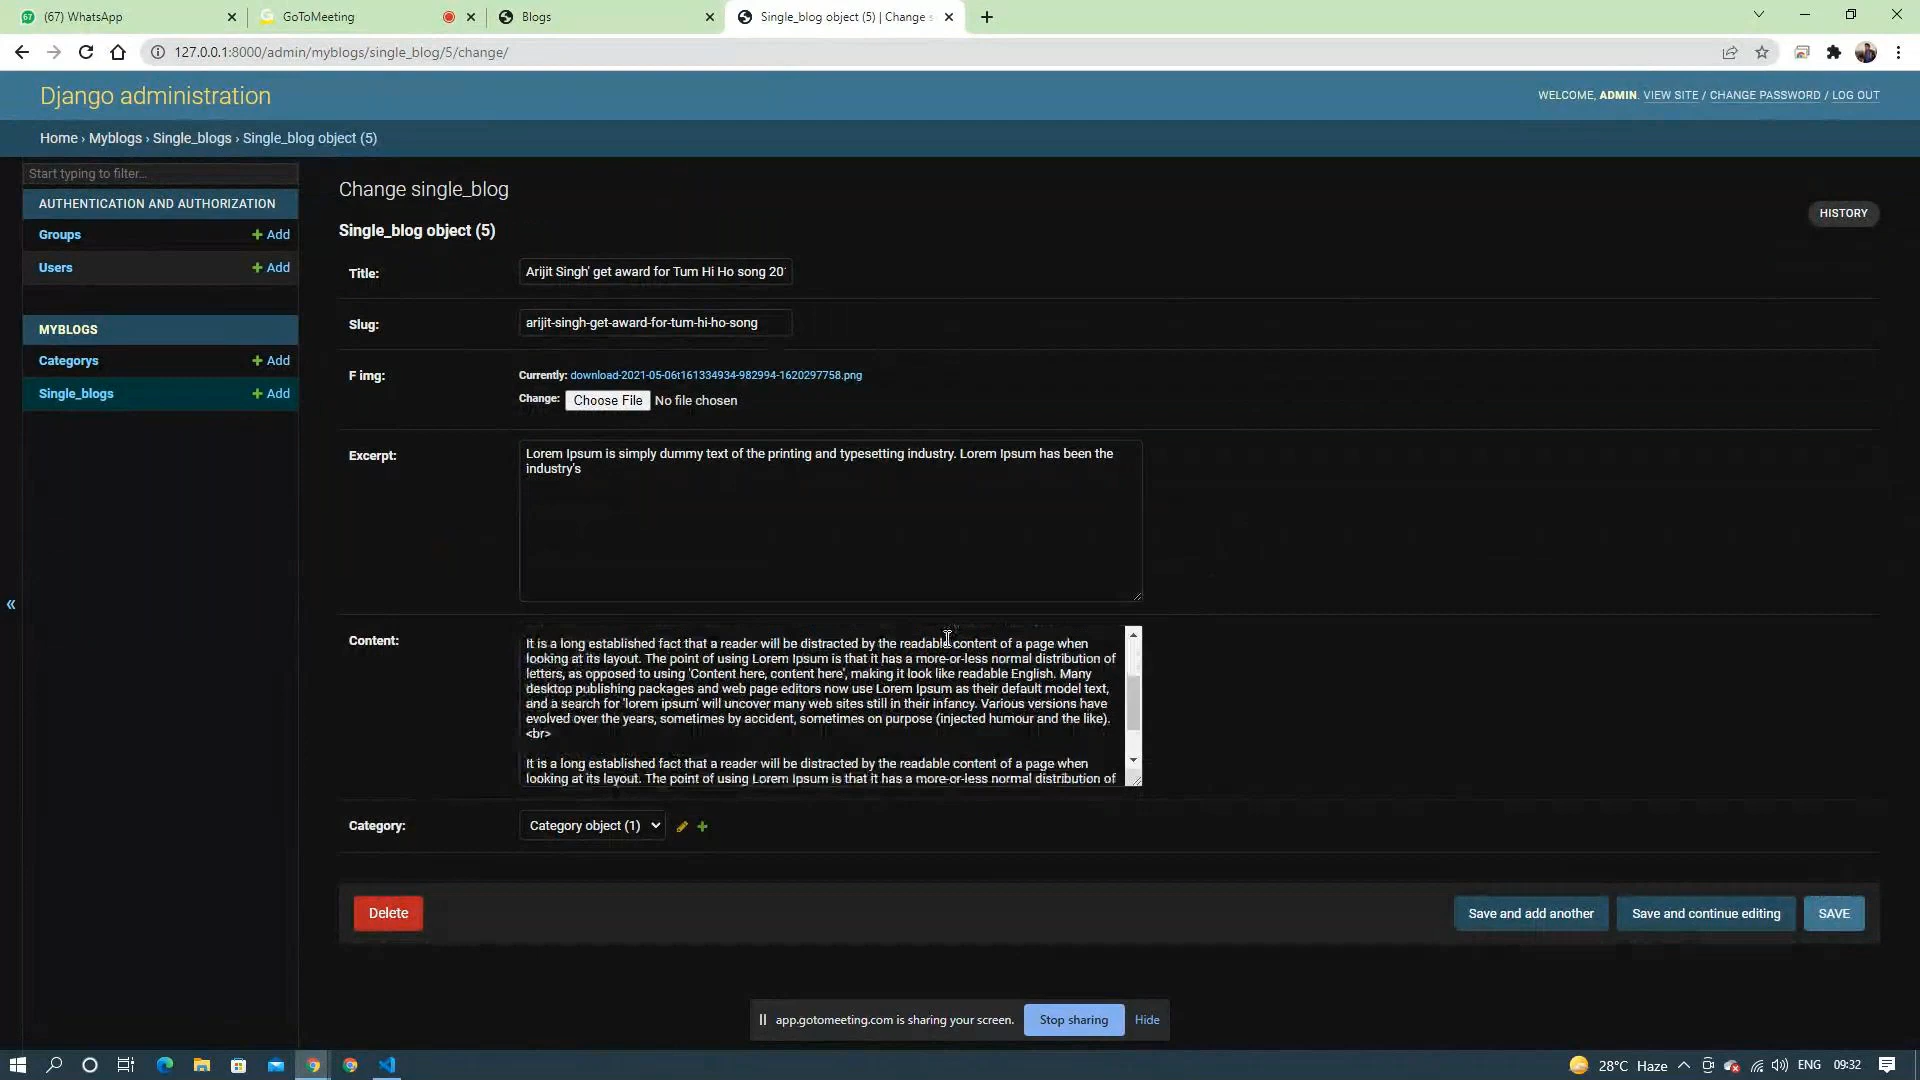 67
(67) WhatsApp
GoToMeeting
Blogs
Single_blog object (5) | Change s
127.0.0.1:8000/admin/myblogs/single_blog/5/change/
Django administration
WELCOME, ADMIN. VIEW SITE / CHANGE PASSWORD / LOG OUT
Home › Myblogs › Single_blogs › Single_blog object (5)
Start typing to filter...
AUTHENTICATION AND AUTHORIZATION
Groups
Add
Users
Add
MYBLOGS
Categorys
Add
Single_blogs
Add
«
Change single_blog
HISTORY
Single_blog object (5)
Title:
Arijit Singh' get award for Tum Hi Ho song 20
Slug:
arijit-singh-get-award-for-tum-hi-ho-song
F img:
Currently: download-2021-05-06t161334934-982994-1620297758.png
Change: Choose File No file chosen
Excerpt:
Lorem Ipsum is simply dummy text of the printing and typesetting industry. Lorem Ipsum has been the
industry's
Content:
It is a long established fact that a reader will be distracted by the readable content of a page when
looking at its layout. The point of using Lorem Ipsum is that it has a more-or-less normal distribution of
letters, as opposed to using 'Content here, content here', making it look like readable English. Many
desktop publishing packages and web page editors now use Lorem Ipsum as their default model text,
and a search for 'lorem ipsum' will uncover many web sites still in their infancy. Various versions have
evolved over the years, sometimes by accident, sometimes on purpose (injected humour and the like).
<br>
It is a long established fact that a reader will be distracted by the readable content of a page when
looking at its layout. The point of using Lorem Ipsum is that it has a more-or-less normal distribution of
Category:
Category object (1)
Delete
Save and add another
Save and continue editing
SAVE
app.gotomeeting.com is sharing your screen.
Stop sharing
Hide
28°C Haze
ENG
09:32